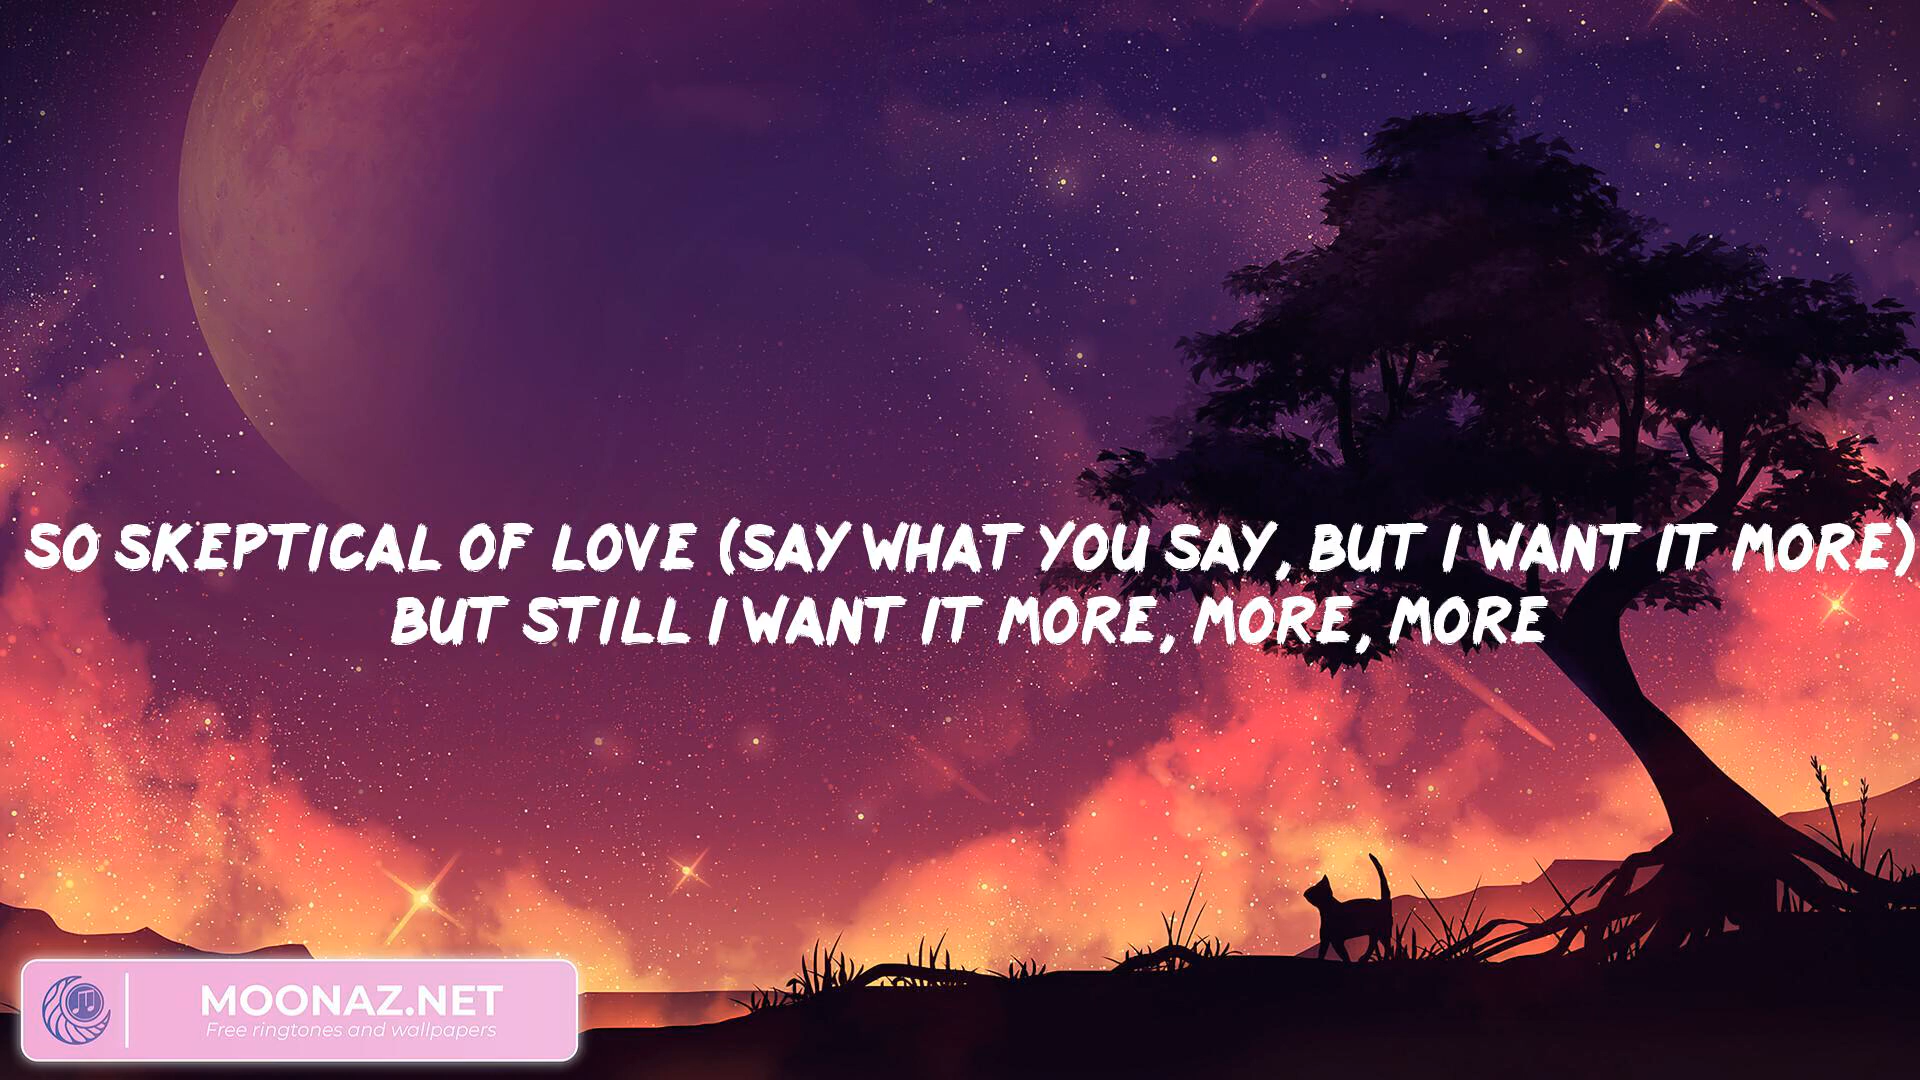 SO SKEPTICAL OF LOVE (SAY WHAT YOU SAY, BUT I WANT IT MORE)
BUT STILL I WANT IT MORE, MORE, MORE
MOONAZ.NET
Free ringtones and wallpapers